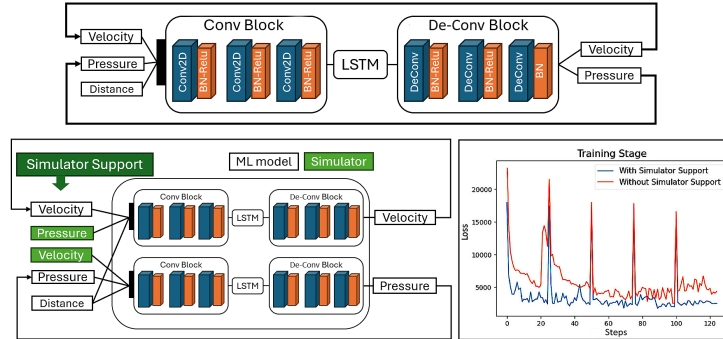 Conv Block
De-Conv Block
Velocity
Pressure
Distance
Conv2D
BN-Relu
Conv2D
BN-Relu
Conv2D
BN-Relu
LSTM
DeConv
BN-Relu
DeConv
BN-Relu
DeConv
BN
Velocity
Pressure
Simulator Support
ML model
Simulator
Velocity
Pressure
Velocity
Pressure
Distance
Conv Block
De-Conv Block
LSTM
Velocity
Conv Block
De-Conv Block
LSTM
Pressure
Training Stage
With Simulator Support
Without Simulator Support
Loss
20000
15000
10000
5000
0
20
40
60
80
100
120
Steps